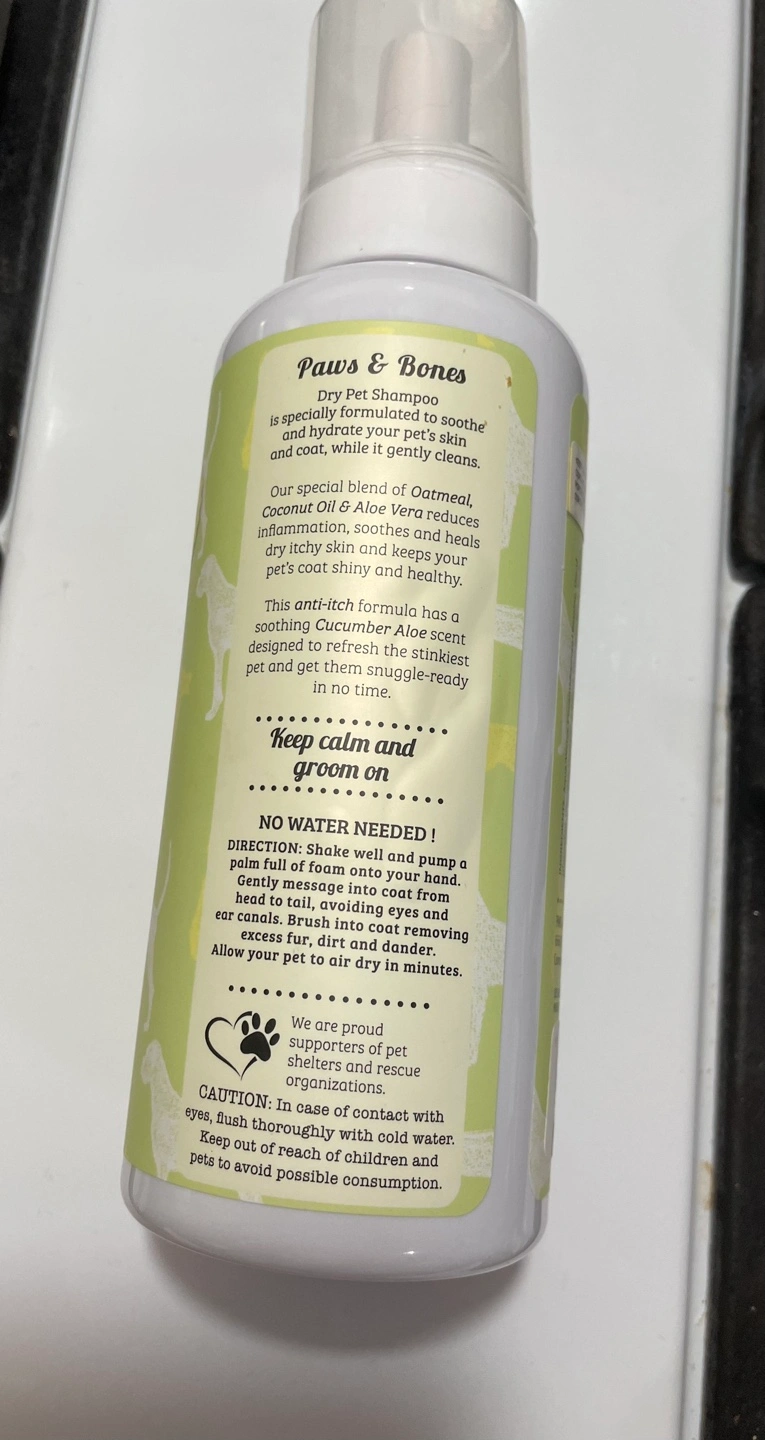 Paws & Bones
Dry Pet Shampoo
is specially formulated to soothe
and hydrate your pet's skin
and coat, while it gently cleans.
Our special blend of Oatmeal,
Coconut Oil & Aloe Vera reduces
inflammation, soothes and heals
dry itchy skin and keeps your
pet's coat shiny and healthy.
This anti-itch formula has a
soothing Cucumber Aloe scent
designed to refresh the stinkiest
pet and get them snuggle-ready
in no time.
Keep calm and
groom on
NO WATER NEEDED !
DIRECTION: Shake well and pump a
palm full of foam onto your hand.
Gently message into coat from
head to tail, avoiding eyes and
ear canals. Brush into coat removing
excess fur, dirt and dander.
Allow your pet to air dry in minutes.
We are proud
supporters of pet
shelters and rescue
organizations.
CAUTION: In case of contact with
eyes, flush thoroughly with cold water.
Keep out of reach of children and
pets to avoid possible consumption.